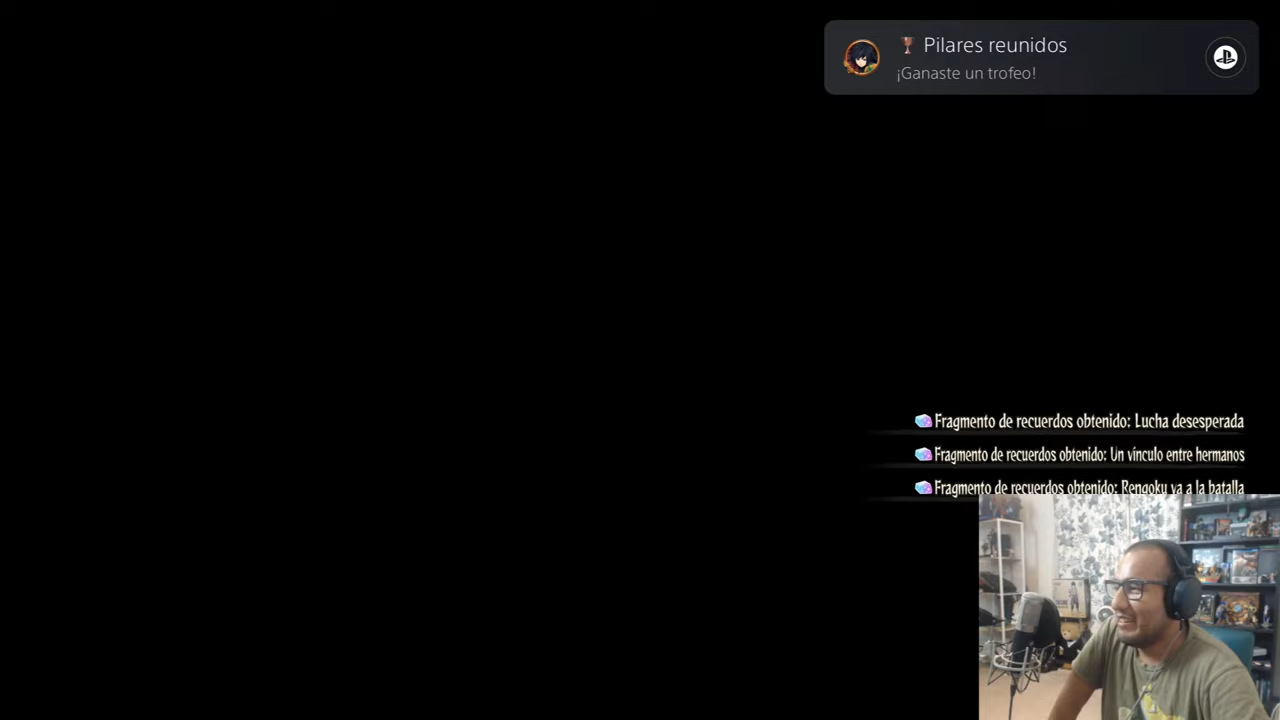 Pilares reunidos
¡Ganaste un trofeo!
Fragmento de recuerdos obtenido: Lucha desesperada
Fragmento de recuerdos obtenido: Un vínculo entre hermanos
Fragmento de recuerdos obtenido: Rengoku va a la batalla